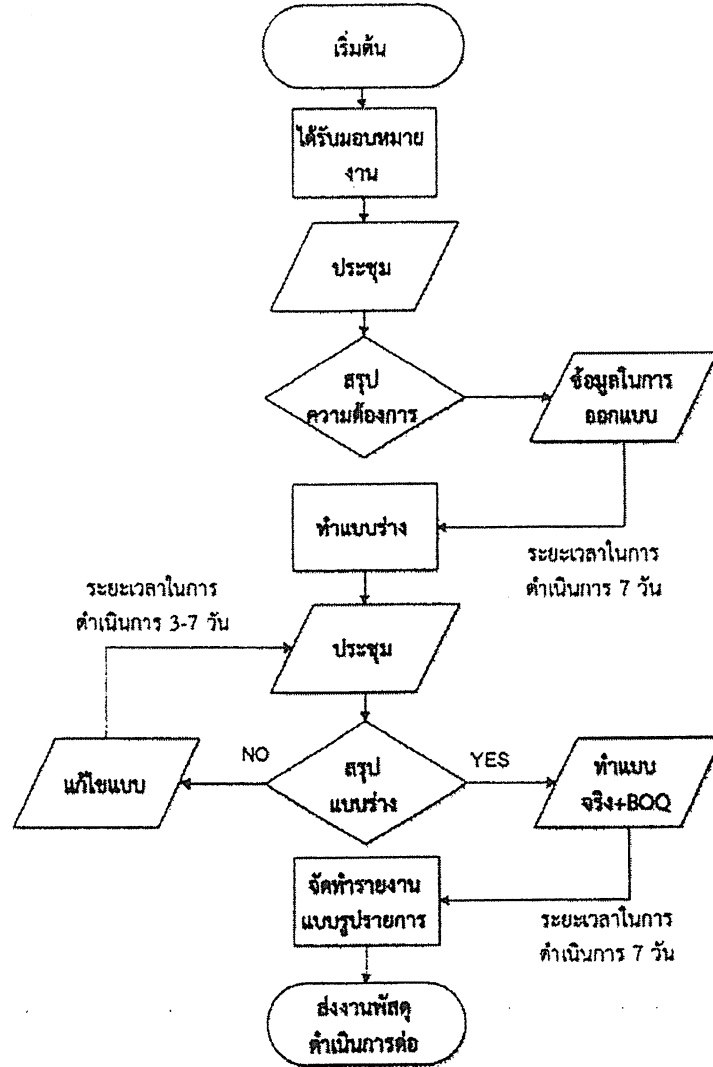 เริ่มต้น
ได้รับมอบหมาย
งาน
ประชุม
สรุป
ความต้องการ
ข้อมูลในการ
ออกแบบ
ทำแบบร่าง
ระยะเวลาในการ
ดำเนินการ 7 วัน
ระยะเวลาในการ
ดำเนินการ 3-7 วัน
ประชุม
NO
YES
แก้ไขแบบ
สรุป
แบบร่าง
ทำแบบ
จริง+BOQ
จัดทำรายงาน
แบบรูปรายการ
ระยะเวลาในการ
ดำเนินการ 7 วัน
ส่งงานพัสดุ
ดำเนินการต่อ